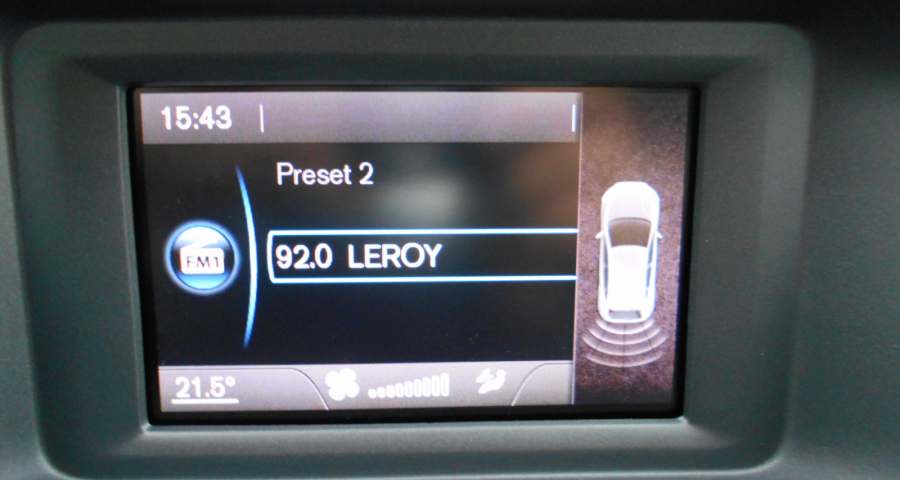 15:43
Preset 2
FM1
92.0 LEROY
21.5°